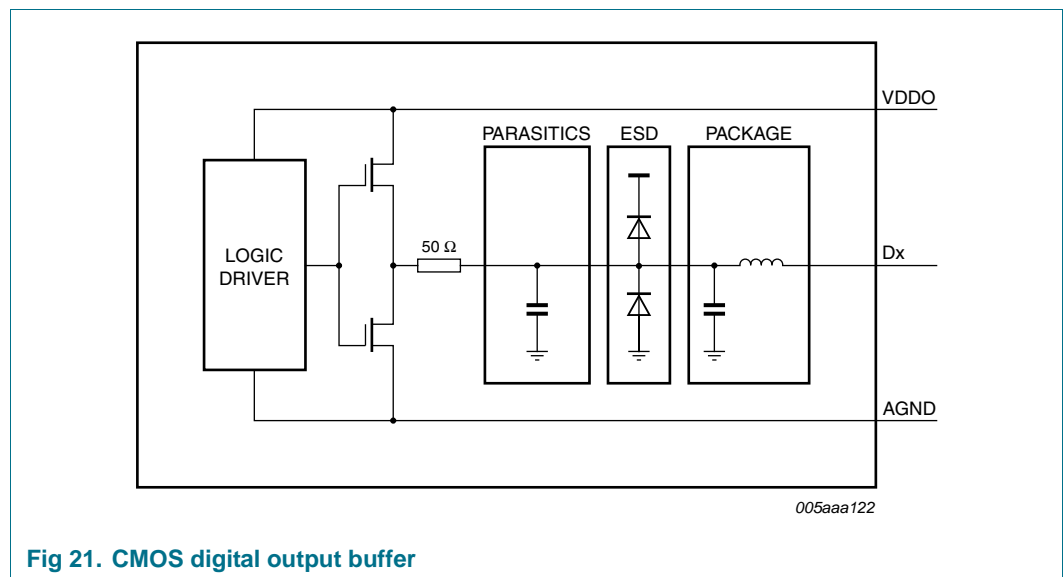 VDDO
PARASITICS
ESD
PACKAGE
LOGIC
DRIVER
50 Ω
Dx
AGND
005aaa122
Fig 21. CMOS digital output buffer